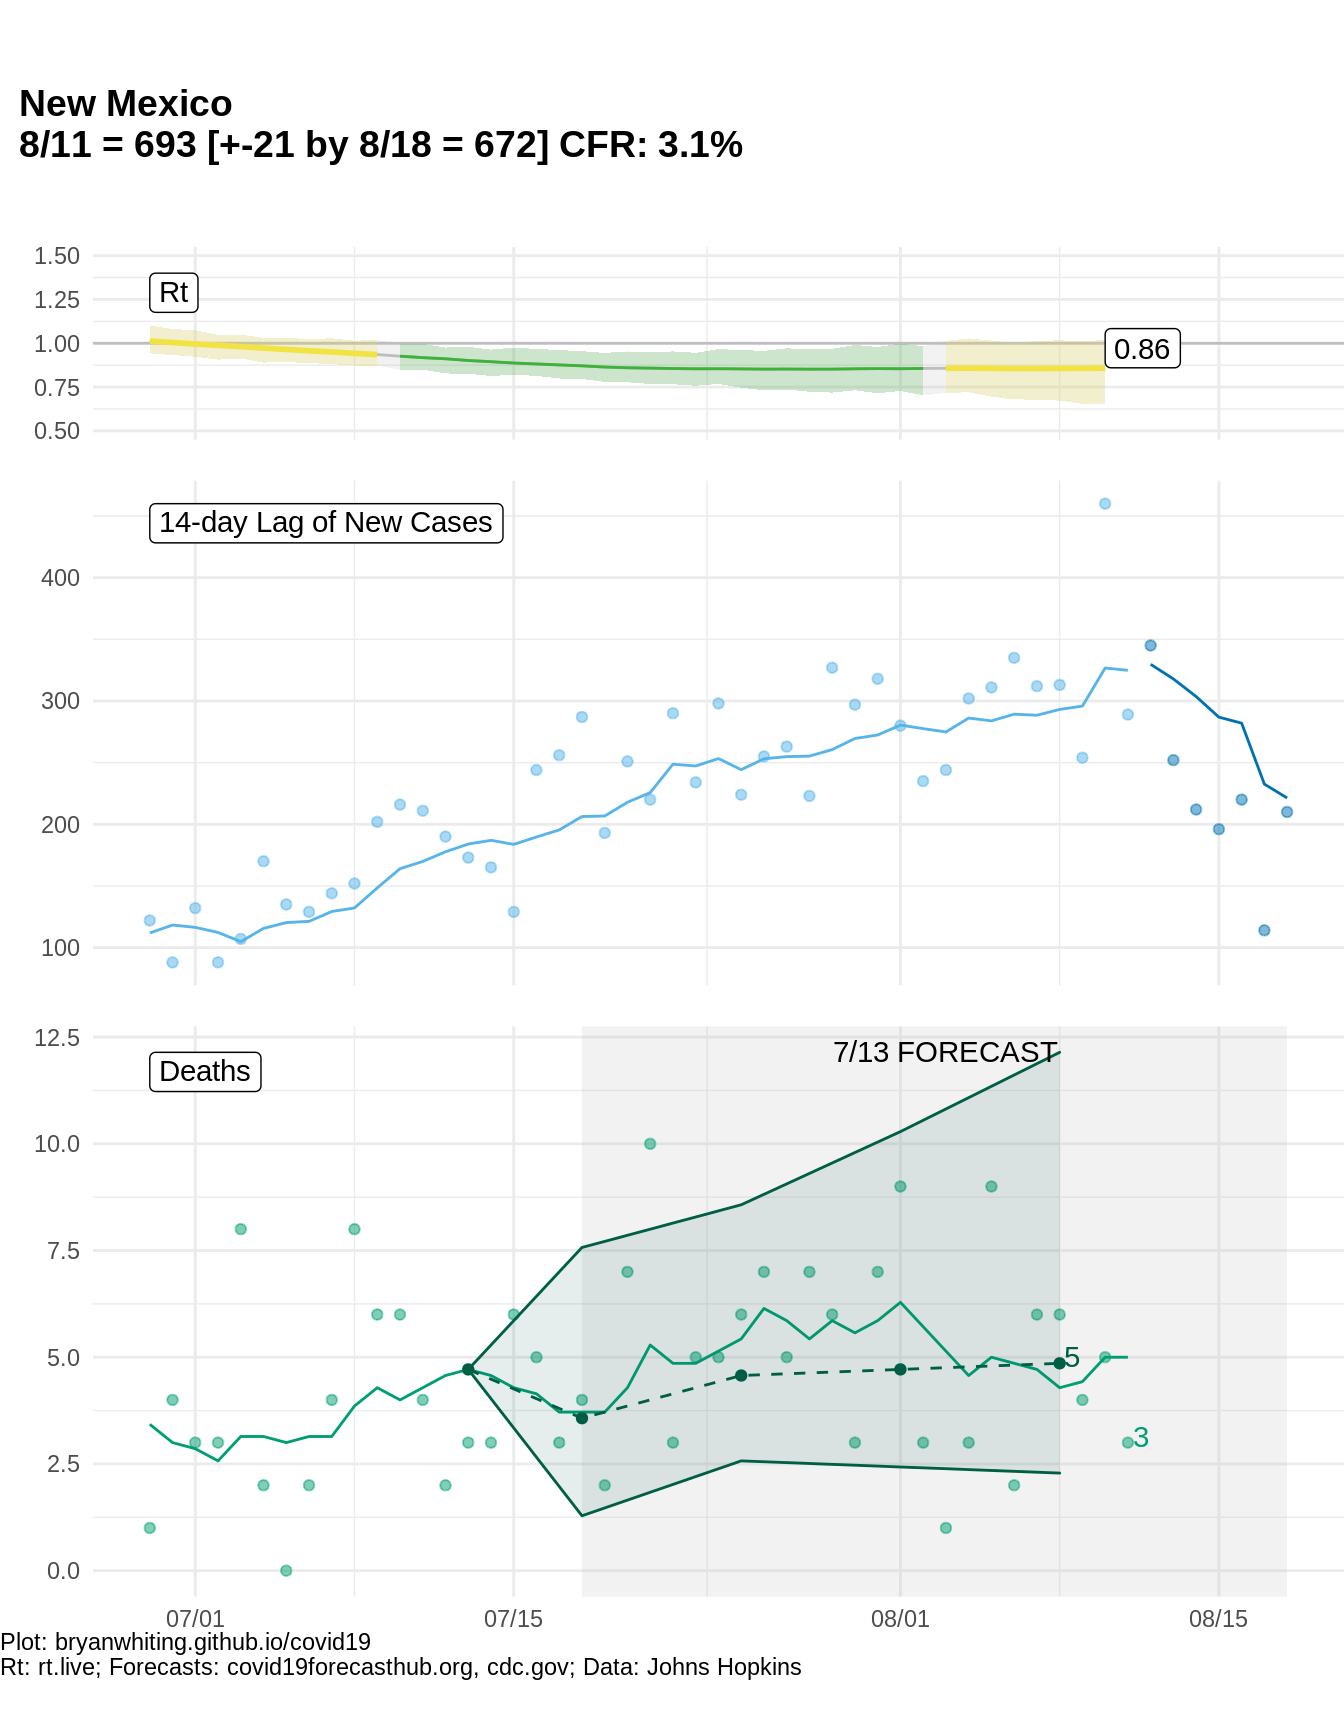 New Mexico
8/11 = 693 [+-21 by 8/18 = 672] CFR: 3.1%
1.50
Rt
1.25
1.00
0.86
0.75
0.50
14-day Lag of New Cases
400
300
200
100
12.5
7/13 FORECAST
Deaths
10.0
7.5
5.0
5
3
2.5
0.0
07/01 07/15 08/01 08/15
Plot: bryanwhiting.github.io/covid19
Rt: rt.live; Forecasts: covid19forecasthub.org, cdc.gov; Data: Johns Hopkins